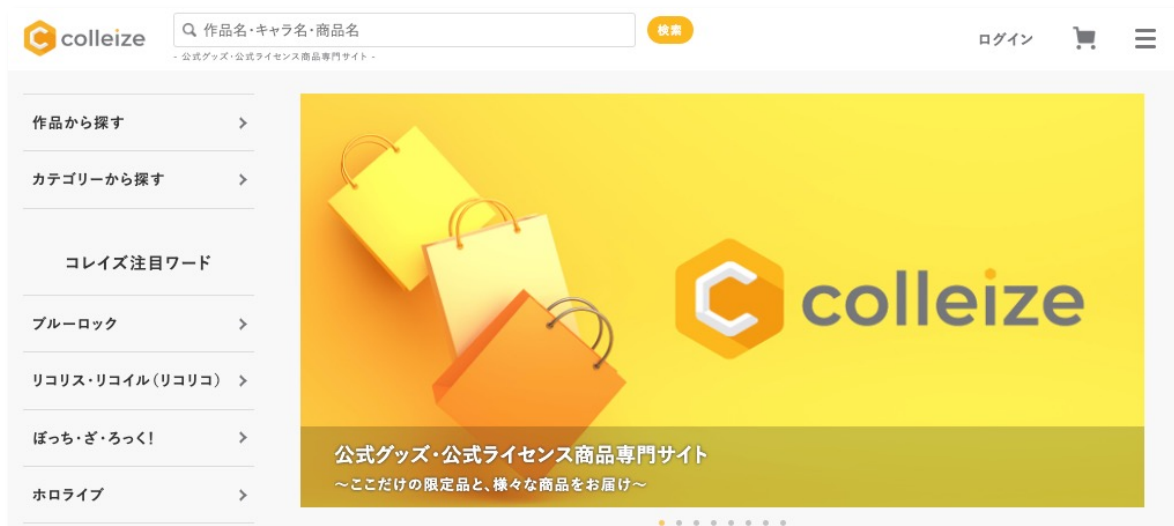 colleize
作品名・キャラ名・商品名
検索
- 公式グッズ・公式ライセンス商品専門サイト -
ログイン
作品から探す
カテゴリーから探す
コレイズ注目ワード
ブルーロック
リコリス・リコイル(リコリコ)
ぼっち・ざ・ろっく!
ホロライブ
colleize
公式グッズ・公式ライセンス商品専門サイト
~ここだけの限定品と、様々な商品をお届け~